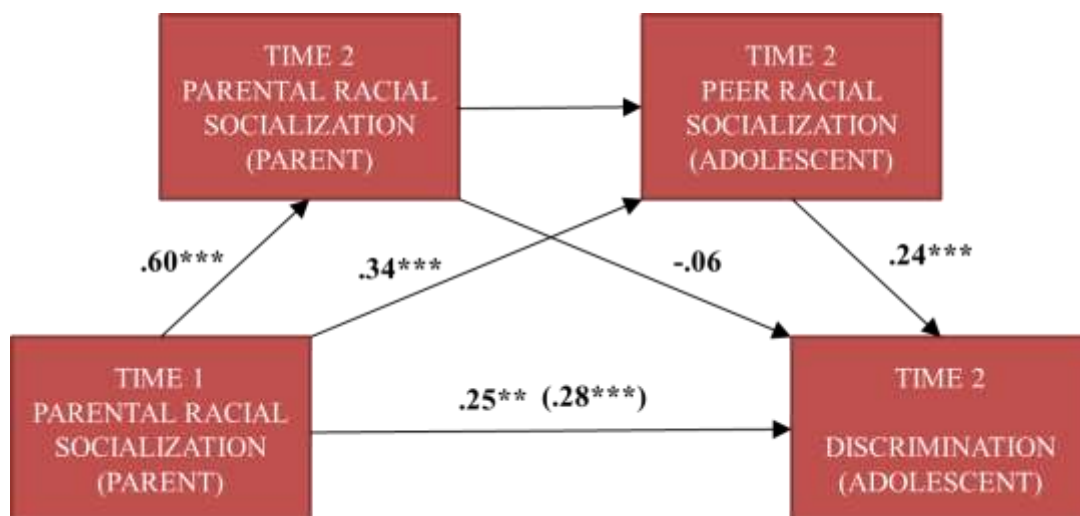 TIME 2
PARENTAL RACIAL
SOCIALIZATION
(PARENT)
TIME 2
PEER RACIAL
SOCIALIZATION
(ADOLESCENT)
.60***
.34***
-.06
.24***
TIME 1
PARENTAL RACIAL
SOCIALIZATION
(PARENT)
.25** (.28***)
TIME 2
DISCRIMINATION
(ADOLESCENT)